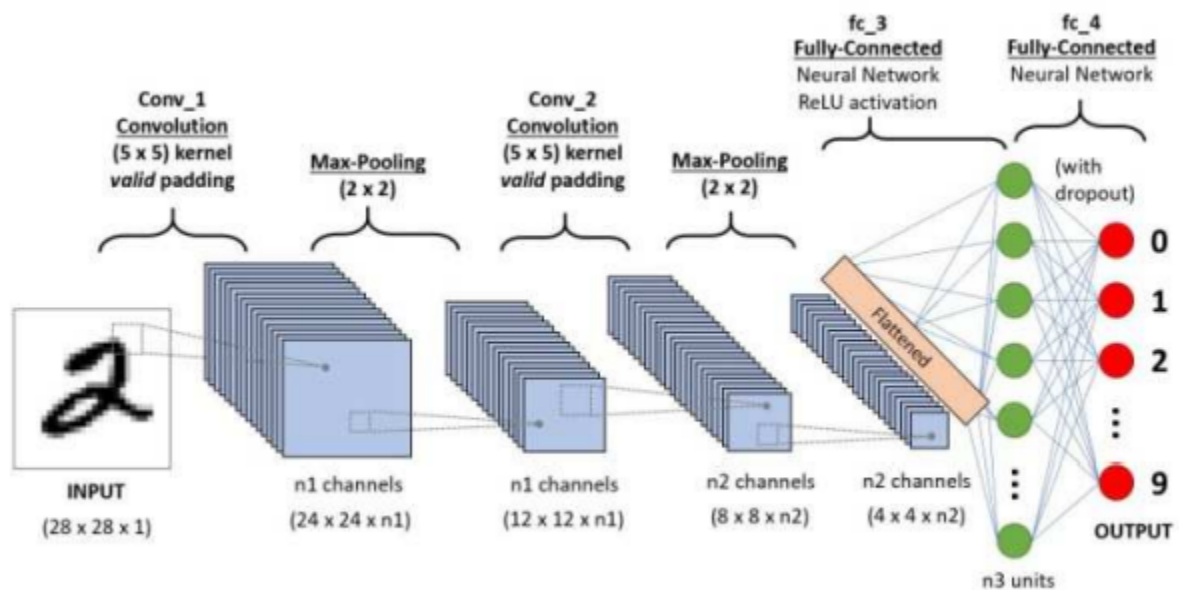 fc_3
Fully-Connected
Neural Network
ReLU activation
fc_4
Fully-Connected
Neural Network
Conv_1
Convolution
(5 x 5) kernel
valid padding
Max-Pooling
(2 x 2)
Conv_2
Convolution
(5 x 5) kernel
valid padding
Max-Pooling
(2 x 2)
(with
dropout)
0
1
2
9
Flattened
2
INPUT
(28 x 28 x 1)
n1 channels
(24 x 24 x n1)
n1 channels
(12 x 12 x n1)
n2 channels
(8 x 8 x n2)
n2 channels
(4 x 4 x n2)
OUTPUT
n3 units